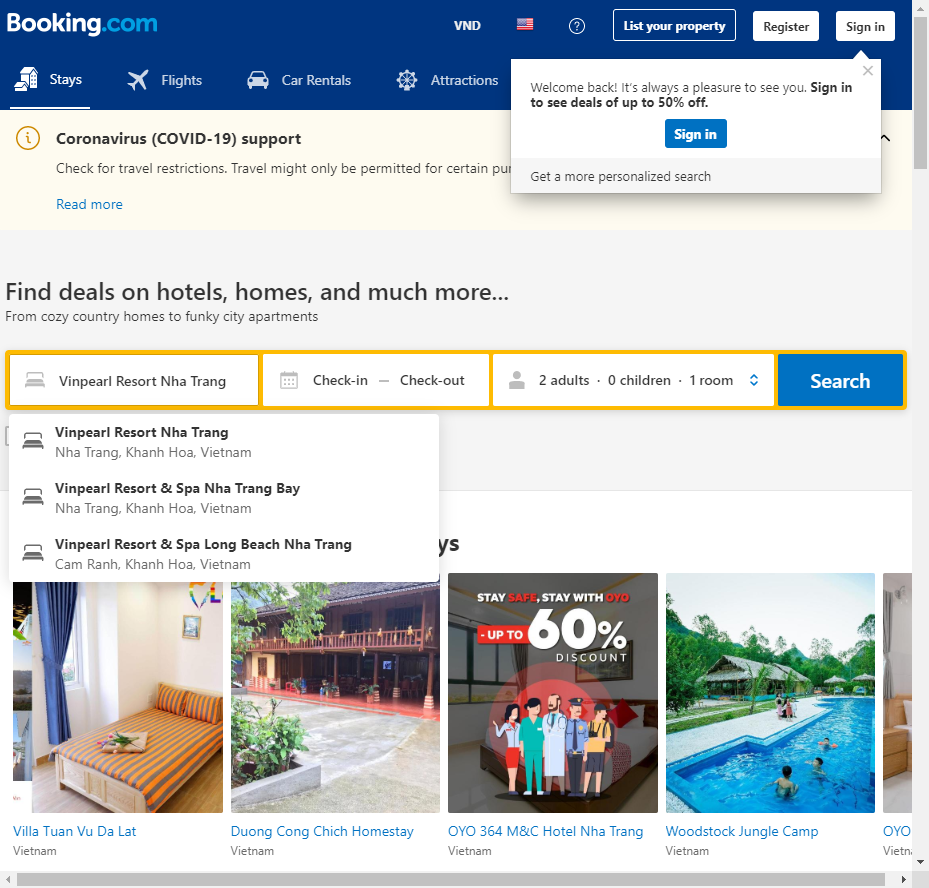 Booking.com
VND
List your property
Register
Sign in
Stays
Flights
Car Rentals
Attractions
Welcome back! It's always a pleasure to see you. Sign in
to see deals of up to 50% off.
Sign in
Get a more personalized search
Coronavirus (COVID-19) support
Check for travel restrictions. Travel might only be permitted for certain
Read more
Find deals on hotels, homes, and much more...
From cozy country homes to funky city apartments
Vinpearl Resort Nha Trang
Check-in — Check-out
2 adults · 0 children · 1 room
Search
Vinpearl Resort Nha Trang
Nha Trang, Khanh Hoa, Vietnam
Vinpearl Resort & Spa Nha Trang Bay
Nha Trang, Khanh Hoa, Vietnam
Vinpearl Resort & Spa Long Beach Nha Trang
Cam Ranh, Khanh Hoa, Vietnam
STAY SAFE, STAY WITH OYO
- UP TO 60%
DISCOUNT
Villa Tuan Vu Da Lat
Vietnam
Duong Cong Chich Homestay
Vietnam
OYO 364 M&C Hotel Nha Trang
Vietnam
Woodstock Jungle Camp
Vietnam
OYO